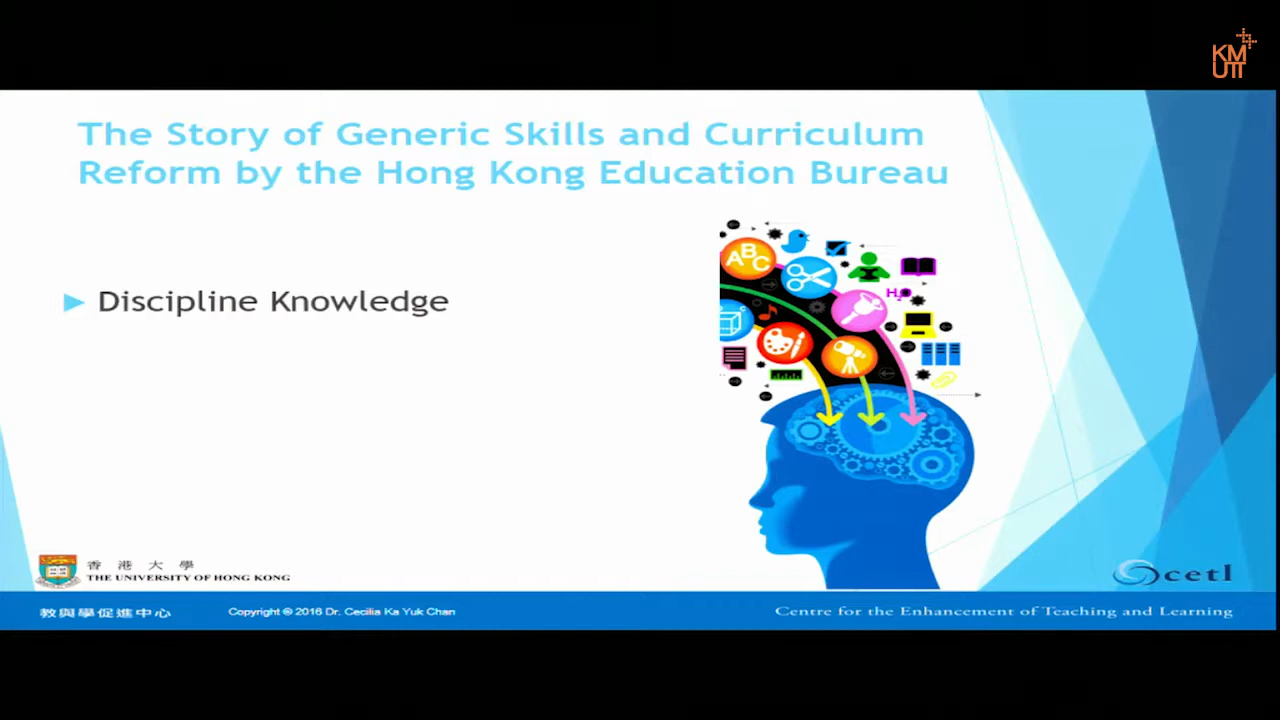 KM
UTT
The Story of Generic Skills and Curriculum
Reform by the Hong Kong Education Bureau
ABC
H₂O
Discipline Knowledge
香港大學
THE UNIVERSITY OF HONG KONG
cetl
教與學促進中心
Copyright © 2016 Dr. Cecilia Ka Yuk Chan
Centre for the Enhancement of Teaching and Learning